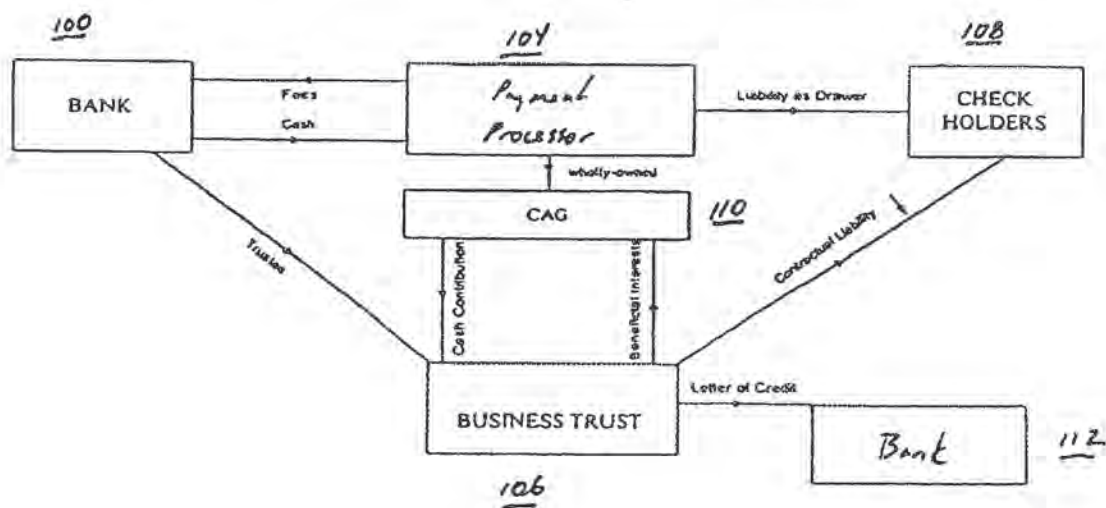 100
104
108
BANK
Fees
Cash
Payment
Processor
Liability as Drawer
CHECK
HOLDERS
wholly-owned
CAG
110
Trustee
Cash Contribution
Beneficial Interests
Contractual Liability
BUSINESS TRUST
Letter of Credit
Bank
112
106